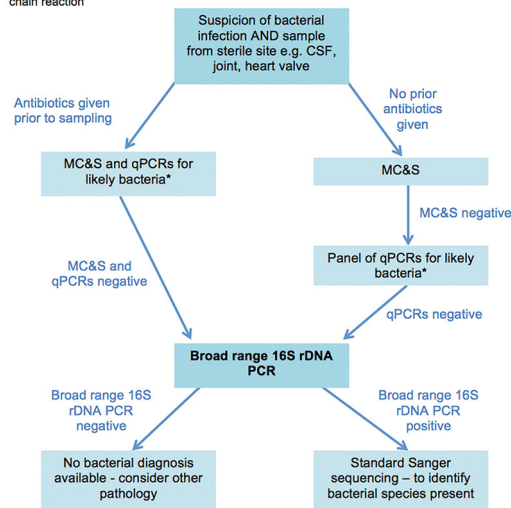 chain reaction
Suspicion of bacterial
infection AND sample
from sterile site e.g. CSF,
joint, heart valve
Antibiotics given
prior to sampling
No prior
antibiotics
given
MC&S and qPCRs for
likely bacteria*
MC&S
MC&S negative
MC&S and
qPCRs negative
Panel of qPCRs for likely
bacteria*
qPCRs negative
Broad range 16S rDNA
PCR
Broad range 16S
rDNA PCR
negative
Broad range 16S
rDNA PCR
positive
No bacterial diagnosis
available - consider other
pathology
Standard Sanger
sequencing – to identify
bacterial species present